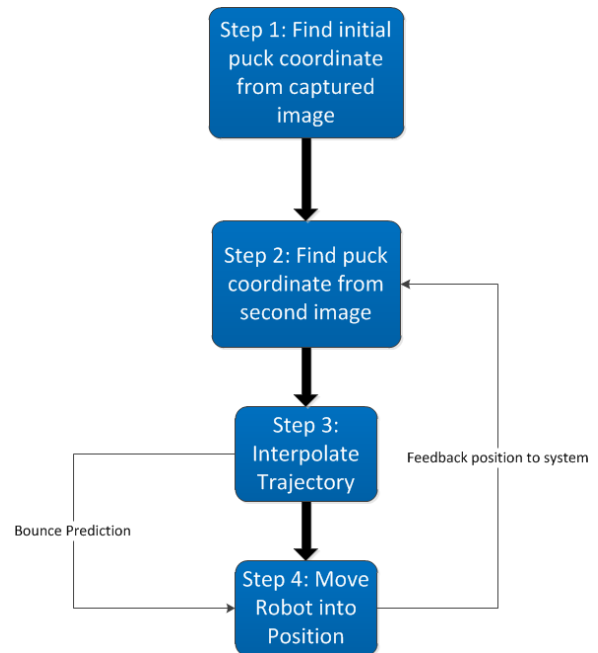 Step 1: Find initial
puck coordinate
from captured
image
Step 2: Find puck
coordinate from
second image
Step 3:
Interpolate
Trajectory
Feedback position to system
Bounce Prediction
Step 4: Move
Robot into
Position